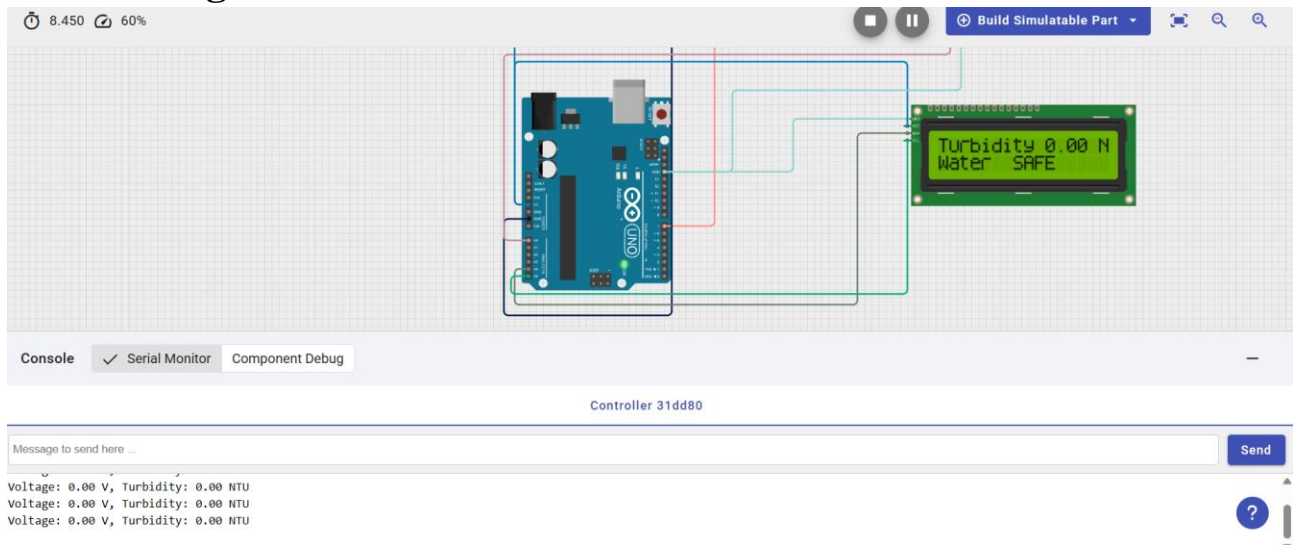 8.450 60% Build Simulatable Part
Turbidity 0.00 N
Water SAFE
ARDUINO
UNO
Console Serial Monitor Component Debug
Controller 31dd80
Message to send here ...
Send
Voltage: 0.00 V, Turbidity: 0.00 NTU
Voltage: 0.00 V, Turbidity: 0.00 NTU
Voltage: 0.00 V, Turbidity: 0.00 NTU
?